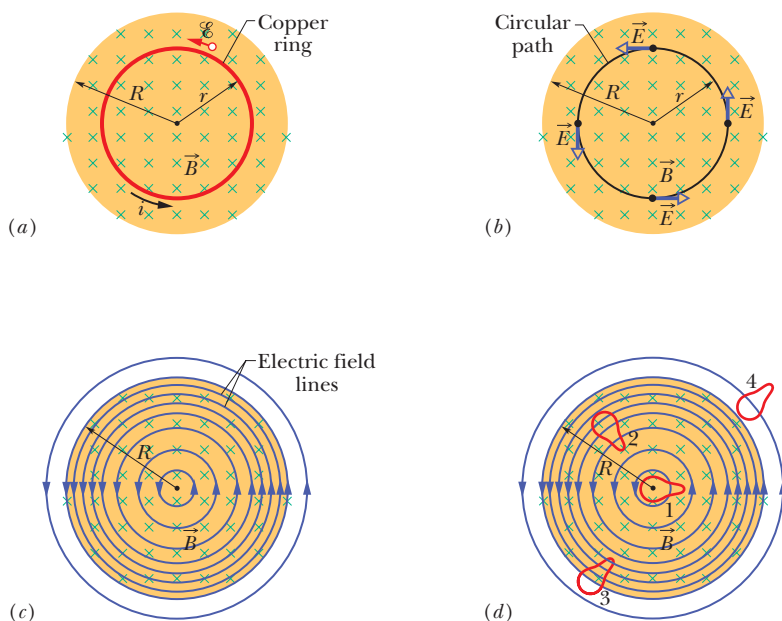 ℰ
Copper
ring
R
r
B
i
(a)
Circular
path
E
R
r
E
E
B
E
(b)
Electric field
lines
R
B
(c)
4
2
R
1
B
3
(d)